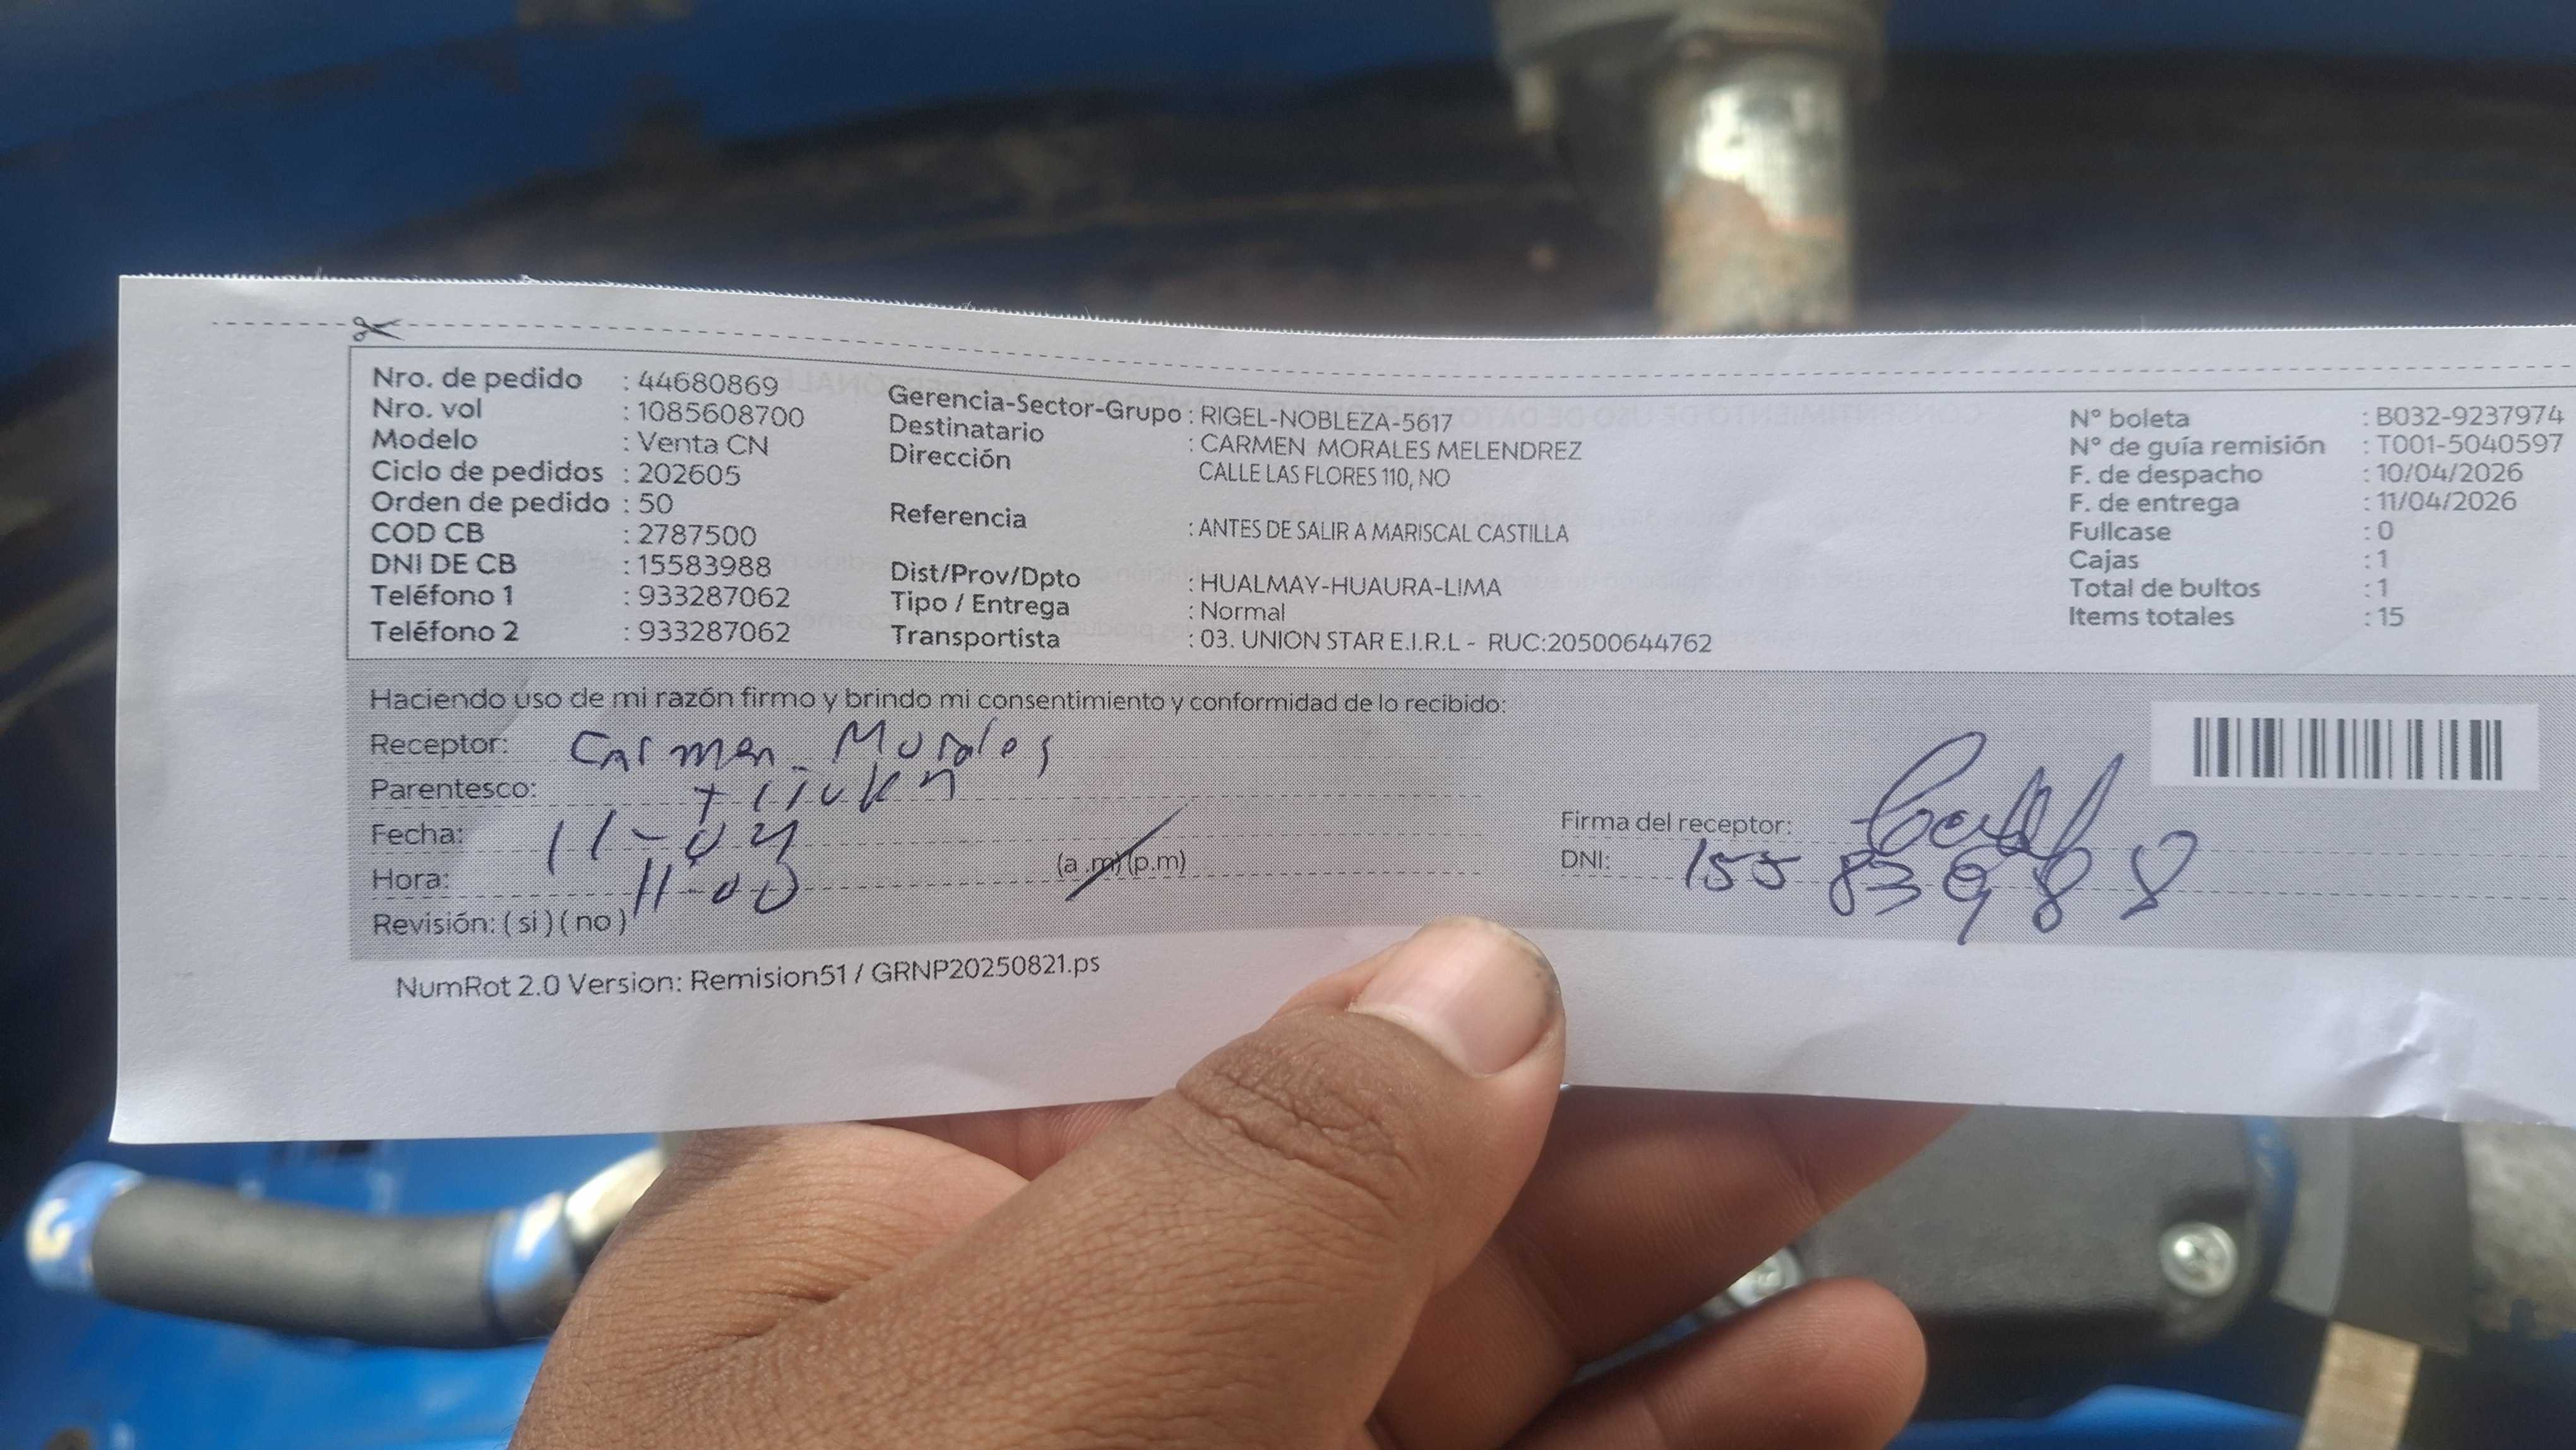 Nro. de pedido : 44680869
Nro. vol : 1085608700
Modelo : Venta CN
Ciclo de pedidos : 202605
Orden de pedido : 50
COD CB : 2787500
DNI DE CB : 15583988
Teléfono 1 : 933287062
Teléfono 2 : 933287062
Gerencia-Sector-Grupo : RIGEL-NOBLEZA-5617
Destinatario : CARMEN MORALES MELENDREZ
Dirección CALLE LAS FLORES 110, NO
Referencia : ANTES DE SALIR A MARISCAL CASTILLA
Dist/Prov/Dpto : HUALMAY-HUAURA-LIMA
Tipo / Entrega : Normal
Transportista : 03. UNION STAR E.I.R.L - RUC:20500644762
N° boleta : B032-9237974
N° de guía remisión : T001-5040597
F. de despacho : 10/04/2026
F. de entrega : 11/04/2026
Fullcase : 0
Cajas : 1
Total de bultos : 1
Items totales : 15
Haciendo uso de mi razón firmo y brindo mi consentimiento y conformidad de lo recibido:
Receptor: Carmen Morales
Parentesco:
Fecha: 11-04
Hora: 11-00 (a.m) (p.m)
Revisión: ( si ) ( no )
Firma del receptor:
DNI: 15583988
NumRot 2.0 Version: Remision51 / GRNP20250821.ps